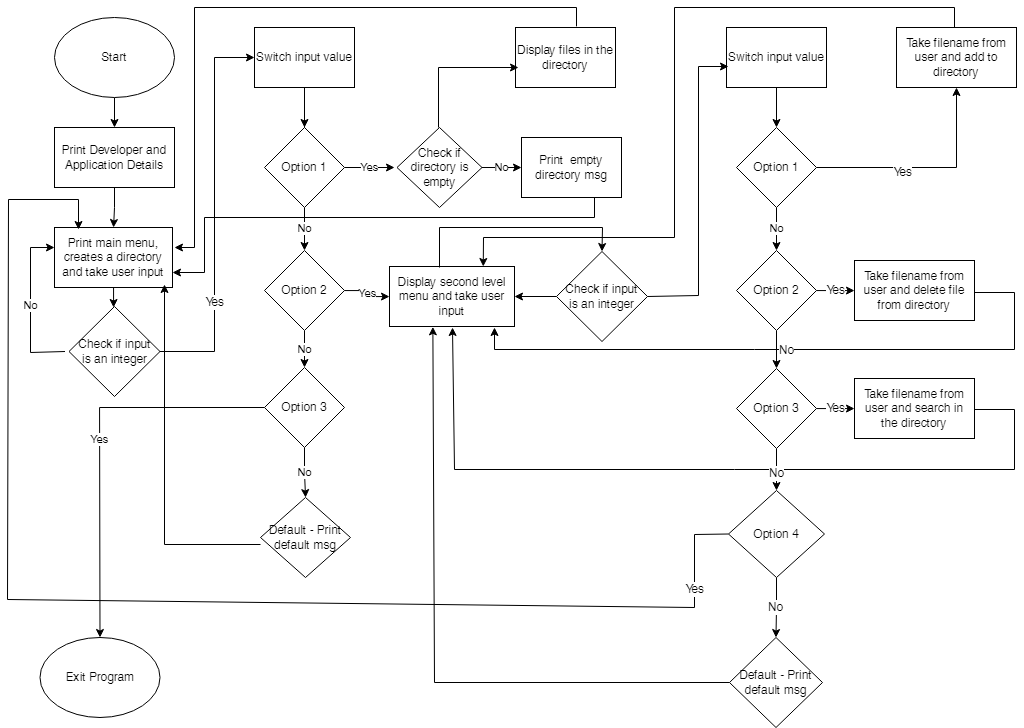 Start
Print Developer and
Application Details
Print main menu,
creates a directory
and take user input
No
Check if input
is an integer
Yes
Switch input value
Option 1
Yes
Check if
directory is
empty
Display files in the
directory
No
Print empty
directory msg
No
Option 2
Yes
Display second level
menu and take user
input
No
Option 3
Yes
No
Default - Print
default msg
Exit Program
Check if input
is an integer
Switch input value
Option 1
Yes
Take filename from
user and add to
directory
No
Option 2
Yes
Take filename from
user and delete file
from directory
No
Option 3
Yes
Take filename from
user and search in
the directory
No
Option 4
Yes
No
Default - Print
default msg